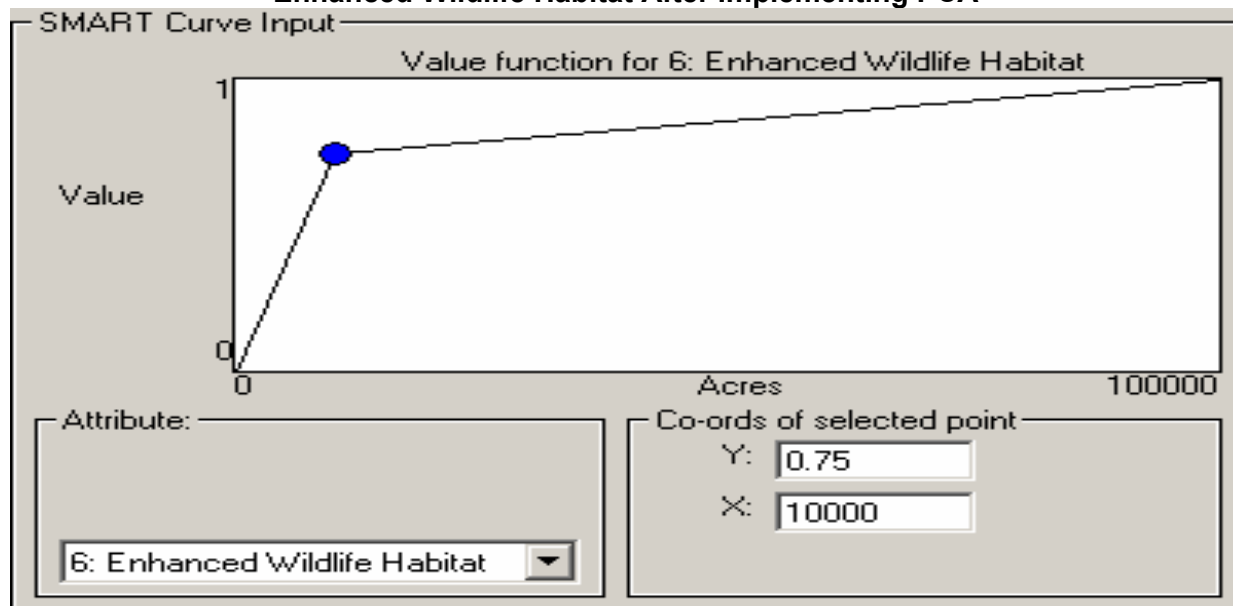 Enhanced Wildlife Habitat After Implementing PCA
SMART Curve Input
Value function for 6: Enhanced Wildlife Habitat
1
Value
0
0 Acres 100000
Attribute:
6: Enhanced Wildlife Habitat
Co-ords of selected point
Y: 0.75
X: 10000